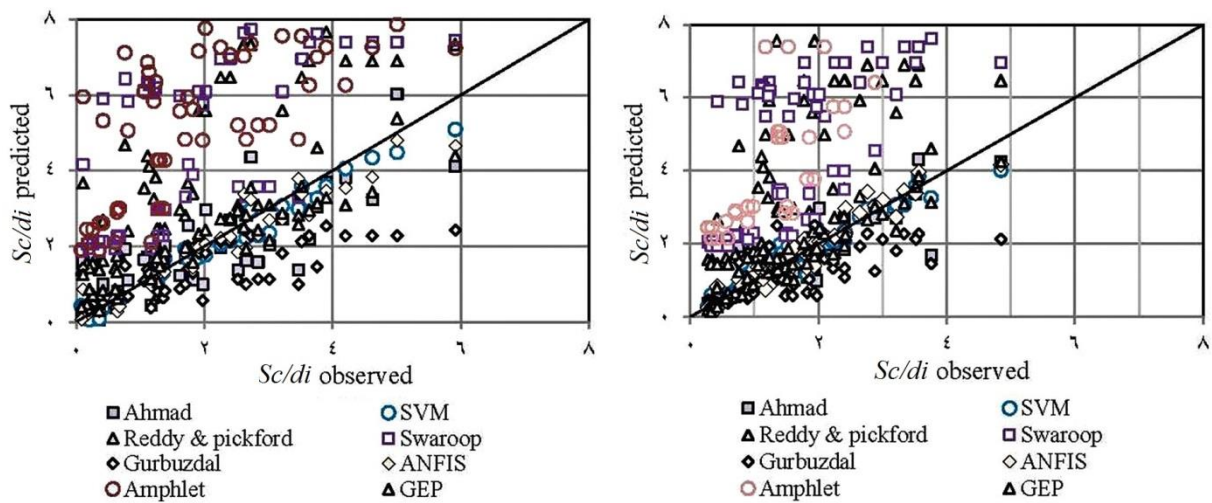 ٨
٦
٤
٢
٠
٠ ٢ ٤ ٦ ٨
Sc/di predicted
Sc/di observed
Ahmad SVM
Reddy & pickford Swaroop
Gurbuzdal ANFIS
Amphlet GEP
٨
٦
٤
٢
٠
٠ ٢ ٤ ٦ ٨
Sc/di predicted
Sc/di observed
Ahmad SVM
Reddy & pickford Swaroop
Gurbuzdal ANFIS
Amphlet GEP